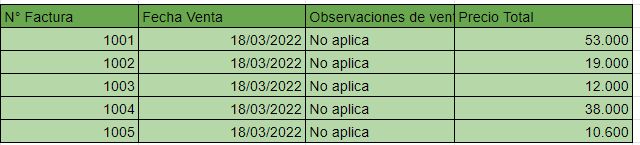 N° Factura Fecha Venta Observaciones de vent Precio Total
1001 18/03/2022 No aplica 53.000
1002 18/03/2022 No aplica 19.000
1003 18/03/2022 No aplica 12.000
1004 18/03/2022 No aplica 38.000
1005 18/03/2022 No aplica 10.600